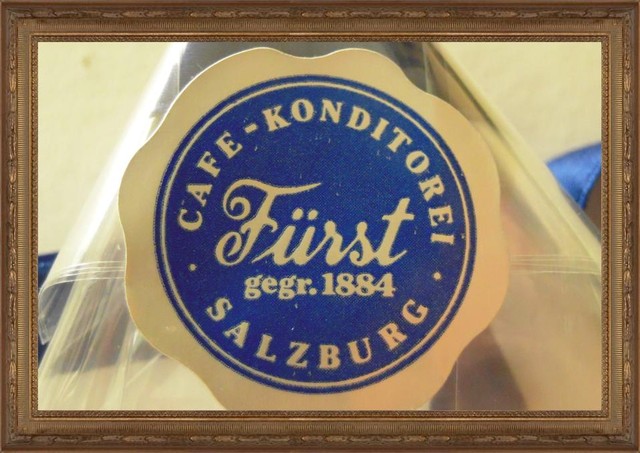 CAFE-KONDITOREI
Fürst
gegr. 1884
SALZBURG